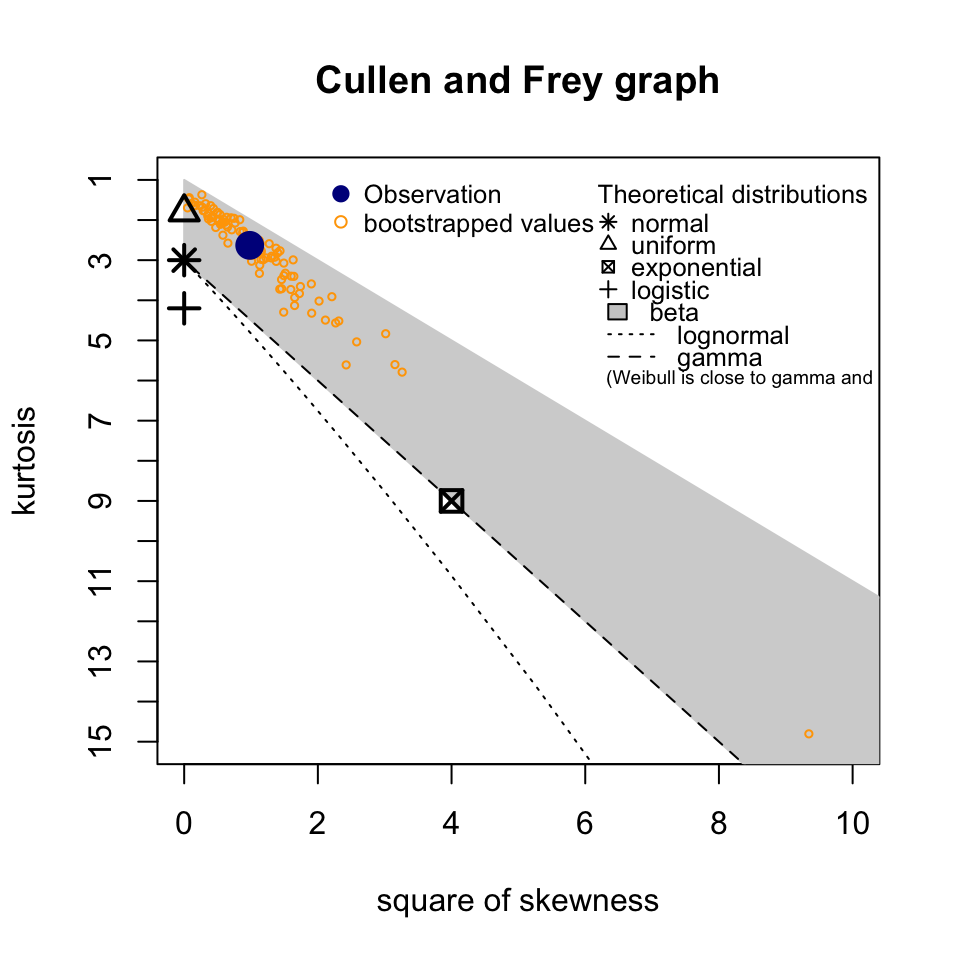 Cullen and Frey graph
Observation
bootstrapped values
Theoretical distributions
normal
uniform
exponential
logistic
beta
lognormal
gamma
(Weibull is close to gamma and
kurtosis
1
3
5
7
9
11
13
15
0 2 4 6 8 10
square of skewness